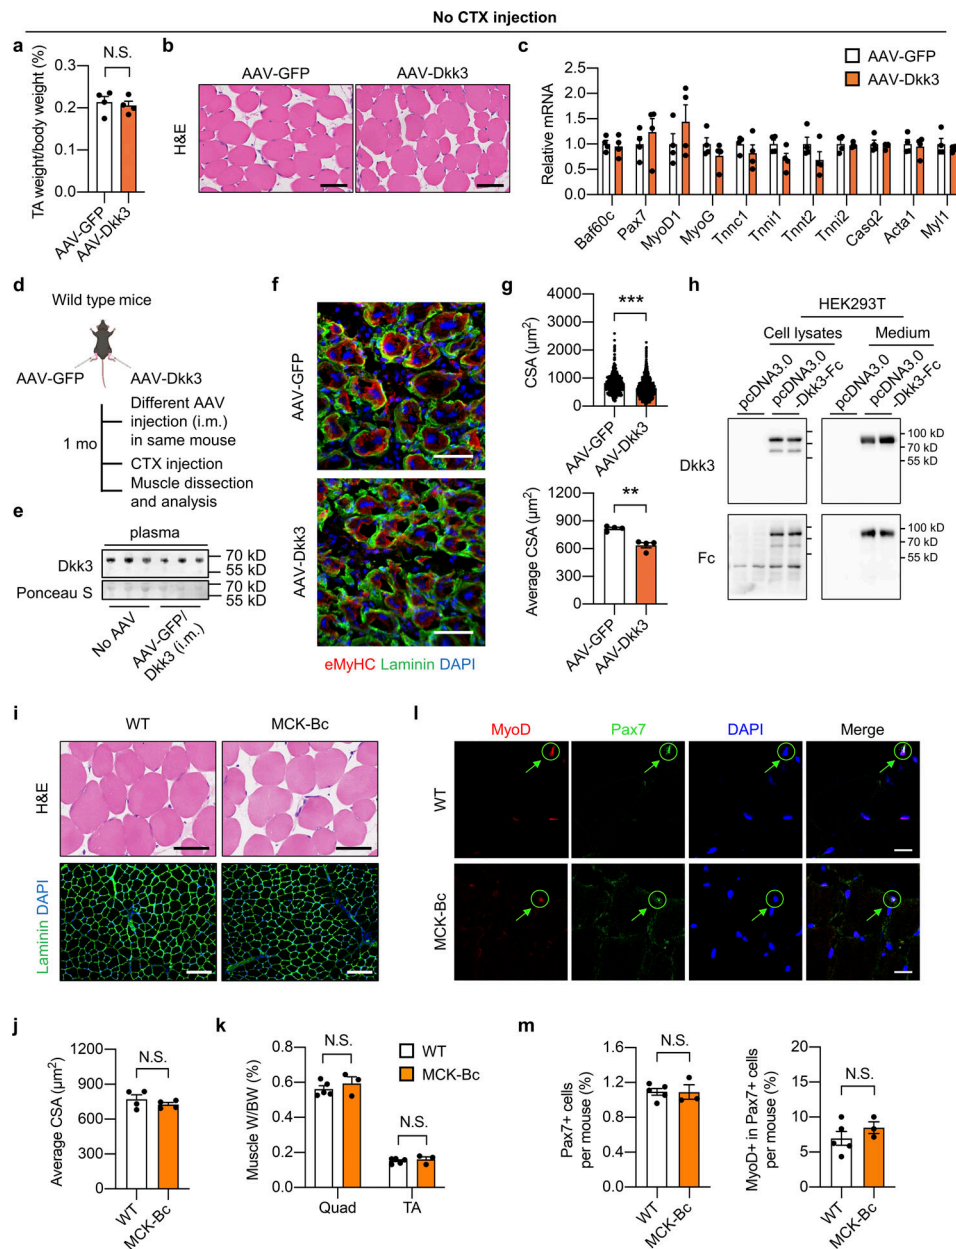 No CTX injection
a
N.S.
TA weight/body weight (%)
0.3
0.2
0.1
0.0
AAV-GFP
AAV-Dkk3
b
AAV-GFP
AAV-Dkk3
H&E
c
AAV-GFP
AAV-Dkk3
Relative mRNA
2.5
2.0
1.5
1.0
0.5
0.0
Baf60c
Pax7
MyoD1
MyoG
Tnnc1
Tnni1
Tnnt2
Tnni2
Casq2
Acta1
Myl1
d
Wild type mice
AAV-GFP
AAV-Dkk3
1 mo
Different AAV
injection (i.m.)
in same mouse
CTX injection
Muscle dissection
and analysis
e
plasma
Dkk3
70 kD
55 kD
Ponceau S
70 kD
55 kD
No AAV
AAV-GFP/
Dkk3 (i.m.)
f
AAV-GFP
AAV-Dkk3
eMyHC Laminin DAPI
g
CSA (µm²)
4000
3000
2000
1000
0
***
AAV-GFP
AAV-Dkk3
Average CSA (µm²)
1200
900
600
300
0
**
AAV-GFP
AAV-Dkk3
h
HEK293T
Cell lysates
Medium
pcDNA3.0
pcDNA3.0
-Dkk3-Fc
pcDNA3.0
pcDNA3.0
-Dkk3-Fc
Dkk3
100 kD
70 kD
55 kD
Fc
100 kD
70 kD
55 kD
i
WT
MCK-Bc
H&E
Laminin DAPI
j
Average CSA (µm²)
1200
900
600
300
0
N.S.
WT
MCK-Bc
k
Muscle W/BW (%)
0.8
0.6
0.4
0.2
0.0
N.S.
N.S.
WT
MCK-Bc
Quad
TA
l
MyoD
Pax7
DAPI
Merge
WT
MCK-Bc
m
Pax7+ cells
per mouse (%)
1.6
1.2
0.8
0.4
0.0
N.S.
WT
MCK-Bc
MyoD+ in Pax7+ cells
per mouse (%)
20
15
10
5
0
N.S.
WT
MCK-Bc